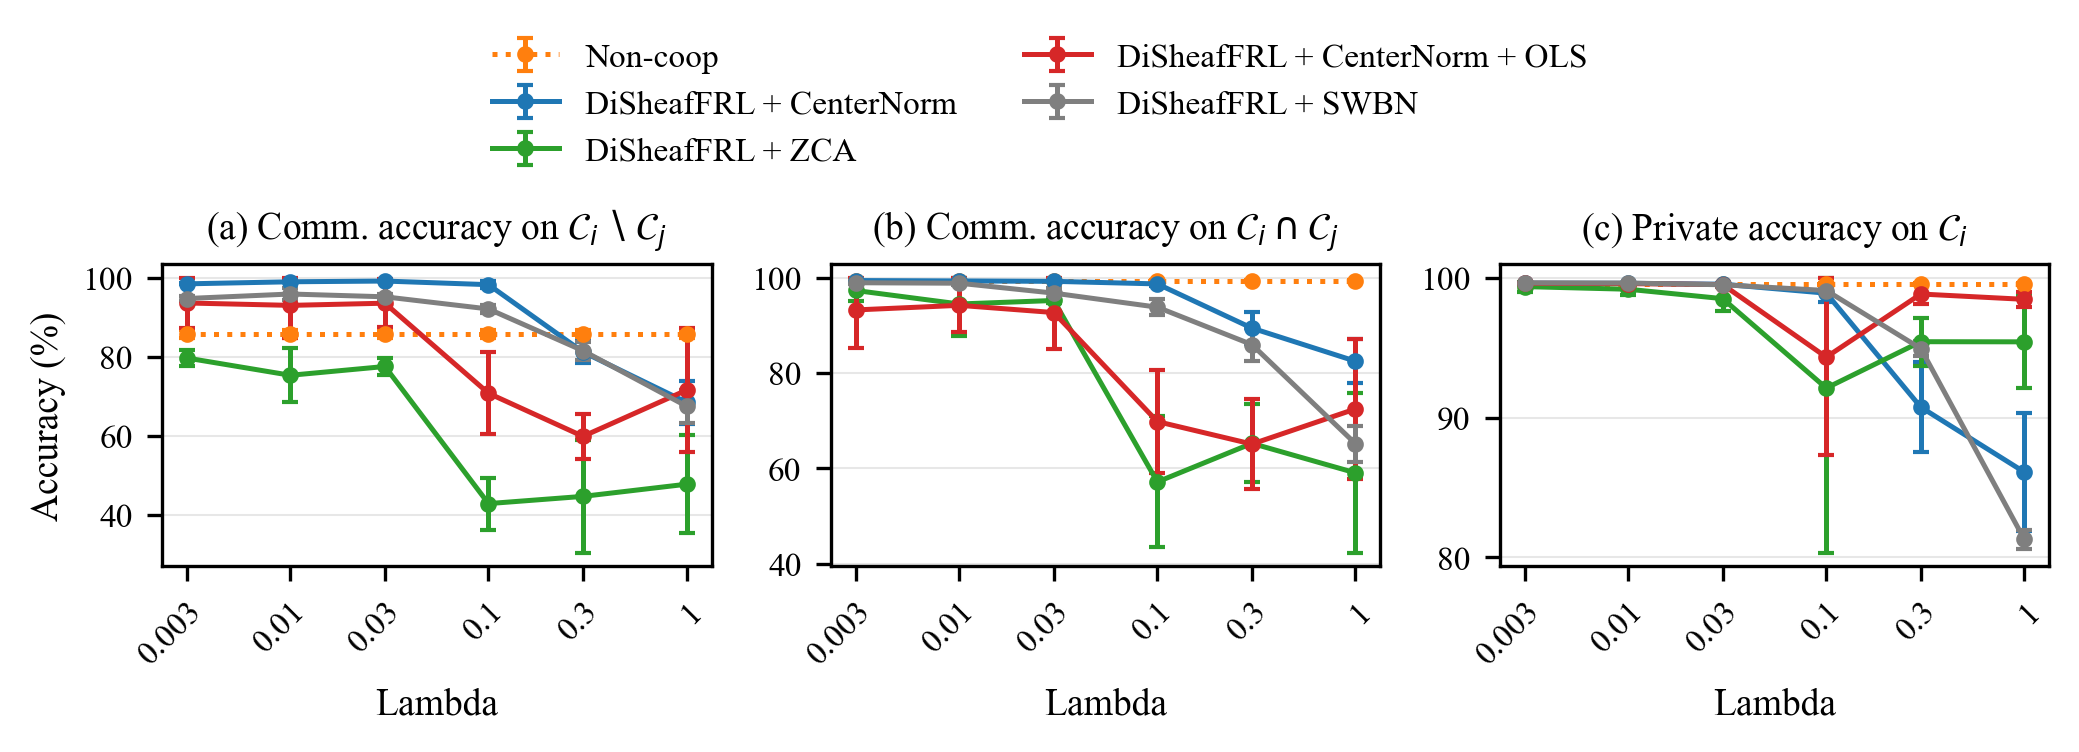 Non-coop
DiSheafFRL + CenterNorm
DiSheafFRL + ZCA
DiSheafFRL + CenterNorm + OLS
DiSheafFRL + SWBN
(a) Comm. accuracy on 𝒞ᵢ \ 𝒞ⱼ
Accuracy (%)
100
80
60
40
0.003
0.01
0.03
0.1
0.3
1
Lambda
(b) Comm. accuracy on 𝒞ᵢ ∩ 𝒞ⱼ
100
80
60
40
0.003
0.01
0.03
0.1
0.3
1
Lambda
(c) Private accuracy on 𝒞ᵢ
100
90
80
0.003
0.01
0.03
0.1
0.3
1
Lambda